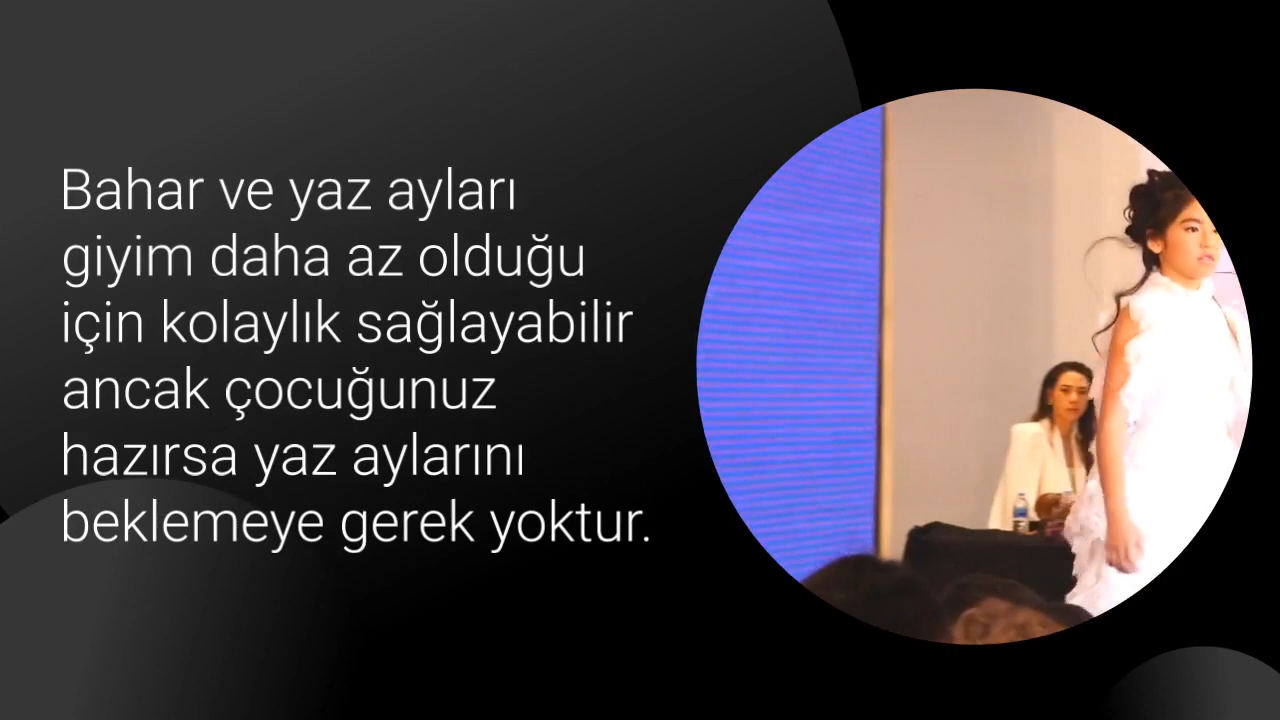 Bahar ve yaz ayları
giyim daha az olduğu
için kolaylık sağlayabilir
ancak çocuğunuz
hazırsa yaz aylarını
beklemeye gerek yoktur.